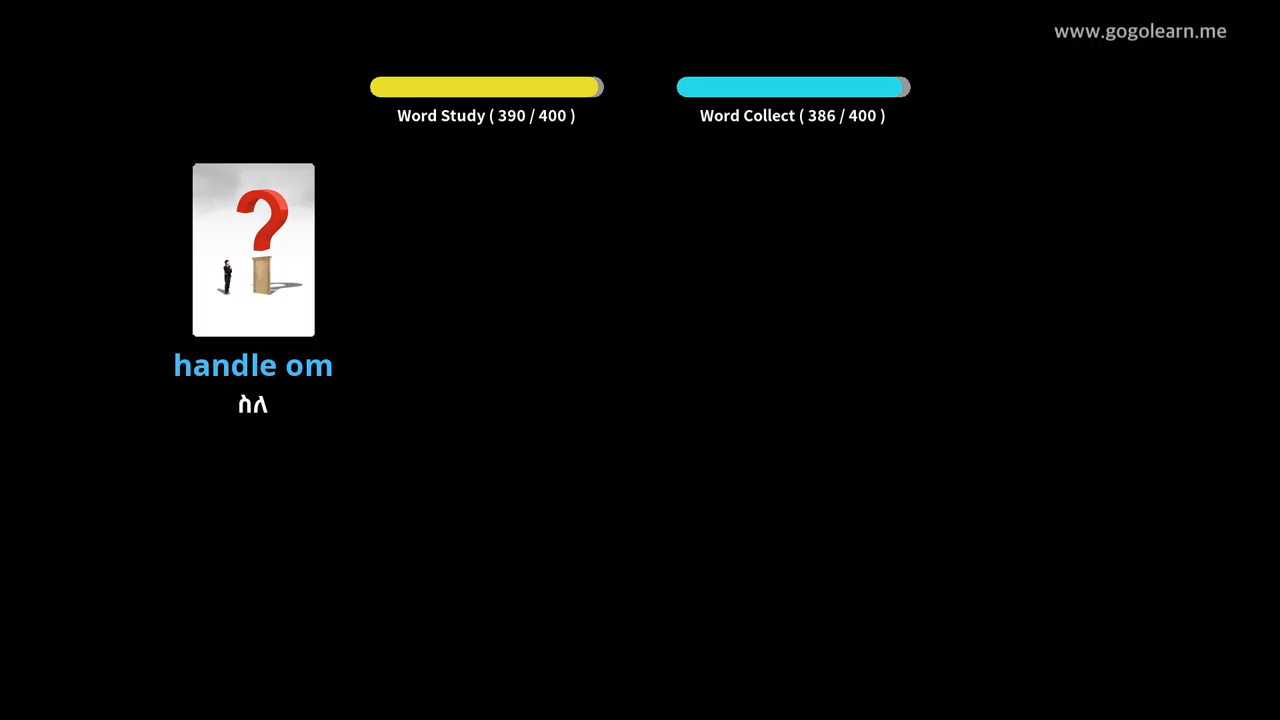 www.gogolearn.me
Word Study ( 390 / 400 )
Word Collect ( 386 / 400 )
?
handle om
ስለ